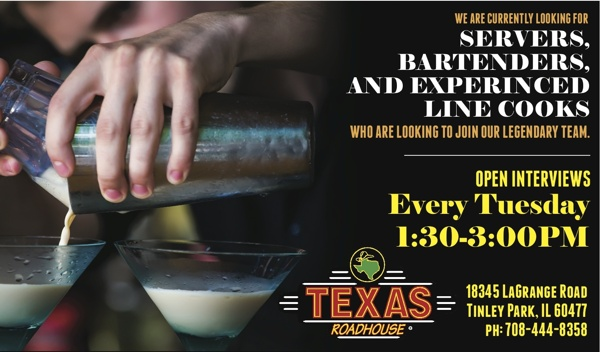 WE ARE CURRENTLY LOOKING FOR
SERVERS,
BARTENDERS,
AND EXPERINCED
LINE COOKS
WHO ARE LOOKING TO JOIN OUR LEGENDARY TEAM.
OPEN INTERVIEWS
Every Tuesday
1:30-3:00PM
TEXAS
ROADHOUSE
18345 LAGRANGE ROAD
TINLEY PARK, IL 60477
PH: 708-444-8358